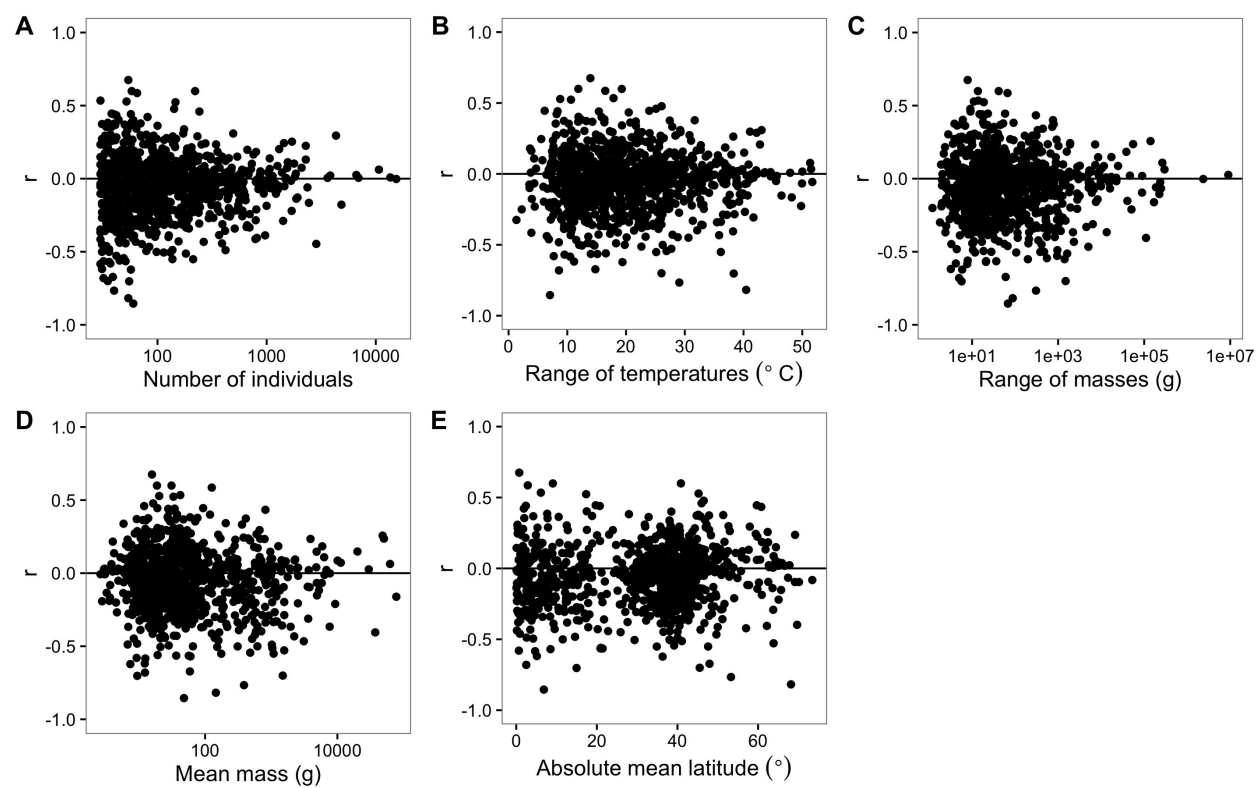 A
1.0
0.5
0.0
-0.5
-1.0
r
100 1000 10000
Number of individuals
B
1.0
0.5
0.0
-0.5
-1.0
r
0 10 20 30 40 50
Range of temperatures (° C)
C
1.0
0.5
0.0
-0.5
-1.0
r
1e+01 1e+03 1e+05 1e+07
Range of masses (g)
D
1.0
0.5
0.0
-0.5
-1.0
r
100 10000
Mean mass (g)
E
1.0
0.5
0.0
-0.5
-1.0
r
0 20 40 60
Absolute mean latitude (°)